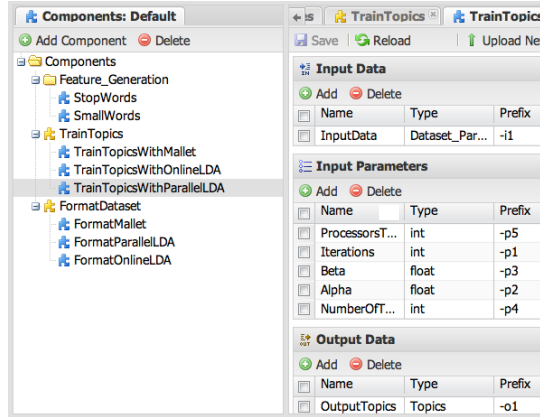 Components: Default
Add Component Delete
Components
Feature_Generation
StopWords
SmallWords
TrainTopics
TrainTopicsWithMallet
TrainTopicsWithOnlineLDA
TrainTopicsWithParallelLDA
FormatDataset
FormatMallet
FormatParallelLDA
FormatOnlineLDA
TrainTopics TrainTopics
Save Reload Upload Ne
Input Data
Add Delete
Name Type Prefix
InputData Dataset_Par... -i1
Input Parameters
Add Delete
Name Type Prefix
ProcessorsT... int -p5
Iterations int -p1
Beta float -p3
Alpha float -p2
NumberOfT... int -p4
Output Data
Add Delete
Name Type Prefix
OutputTopics Topics -o1